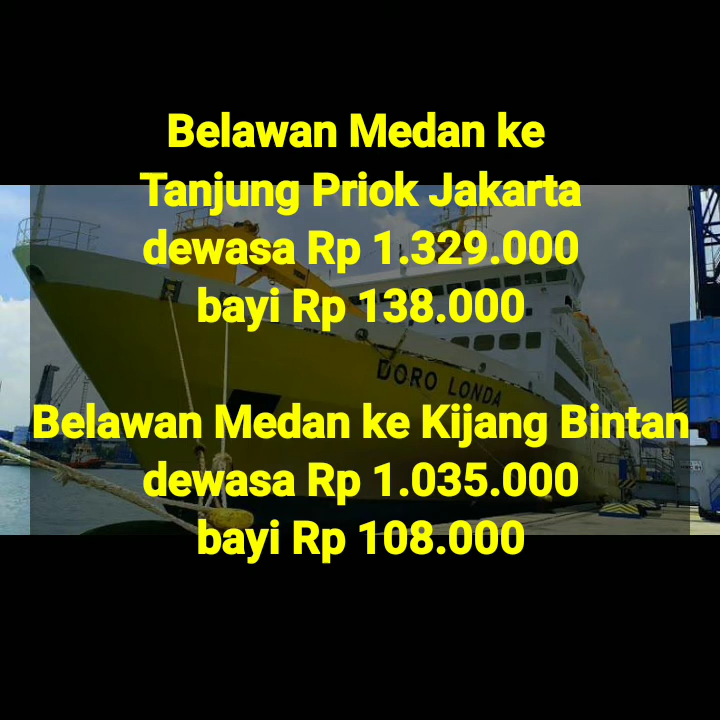 Belawan Medan ke
Tanjung Priok Jakarta
dewasa Rp 1.329.000
bayi Rp 138.000
DORO LONDA
Belawan Medan ke Kijang Bintan
dewasa Rp 1.035.000
bayi Rp 108.000